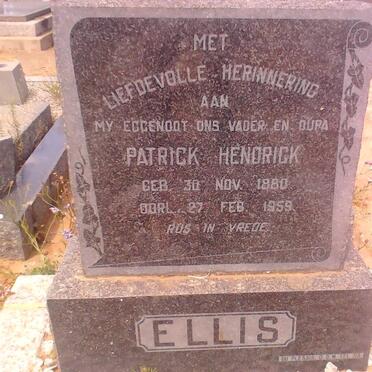 MET
LIEFDEVOLLE HERINNERING
AAN
MY EGGENOOT ONS VADER EN OUPA
PATRICK HENDRICK
GEB. 30 NOV. 1880
OORL. 27 FEB. 1959
RUS IN VREDE
ELLIS